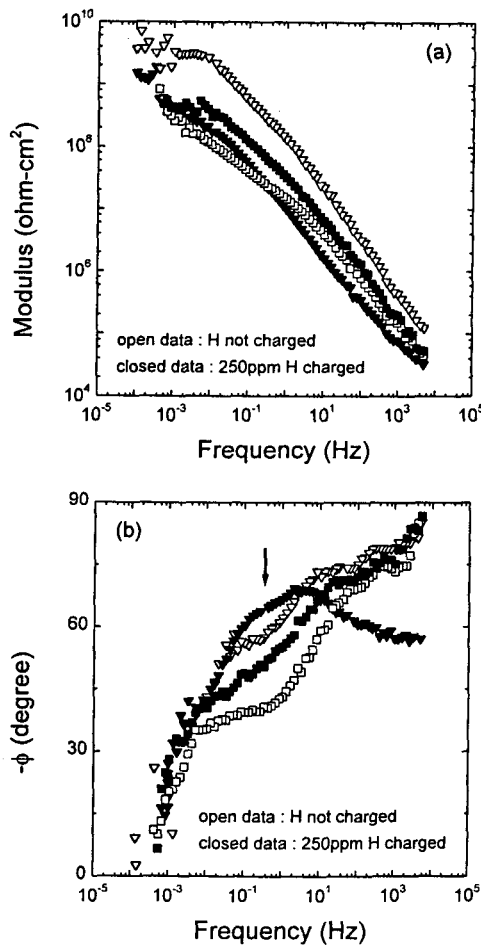 10^10
(a)
10^8
Modulus (ohm-cm^2)
10^6
open data : H not charged
closed data : 250ppm H charged
10^4
10^-5 10^-3 10^-1 10^1 10^3 10^5
Frequency (Hz)
90
(b)
60
-ϕ (degree)
30
open data : H not charged
closed data : 250ppm H charged
0
10^-5 10^-3 10^-1 10^1 10^3 10^5
Frequency (Hz)